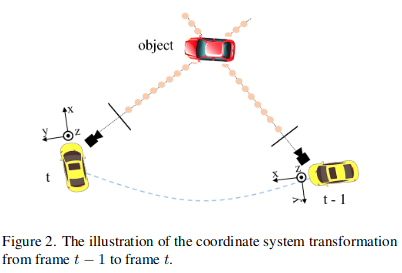 object
x
y
z
t
z
x
y
t - 1
Figure 2. The illustration of the coordinate system transformation
from frame t − 1 to frame t.